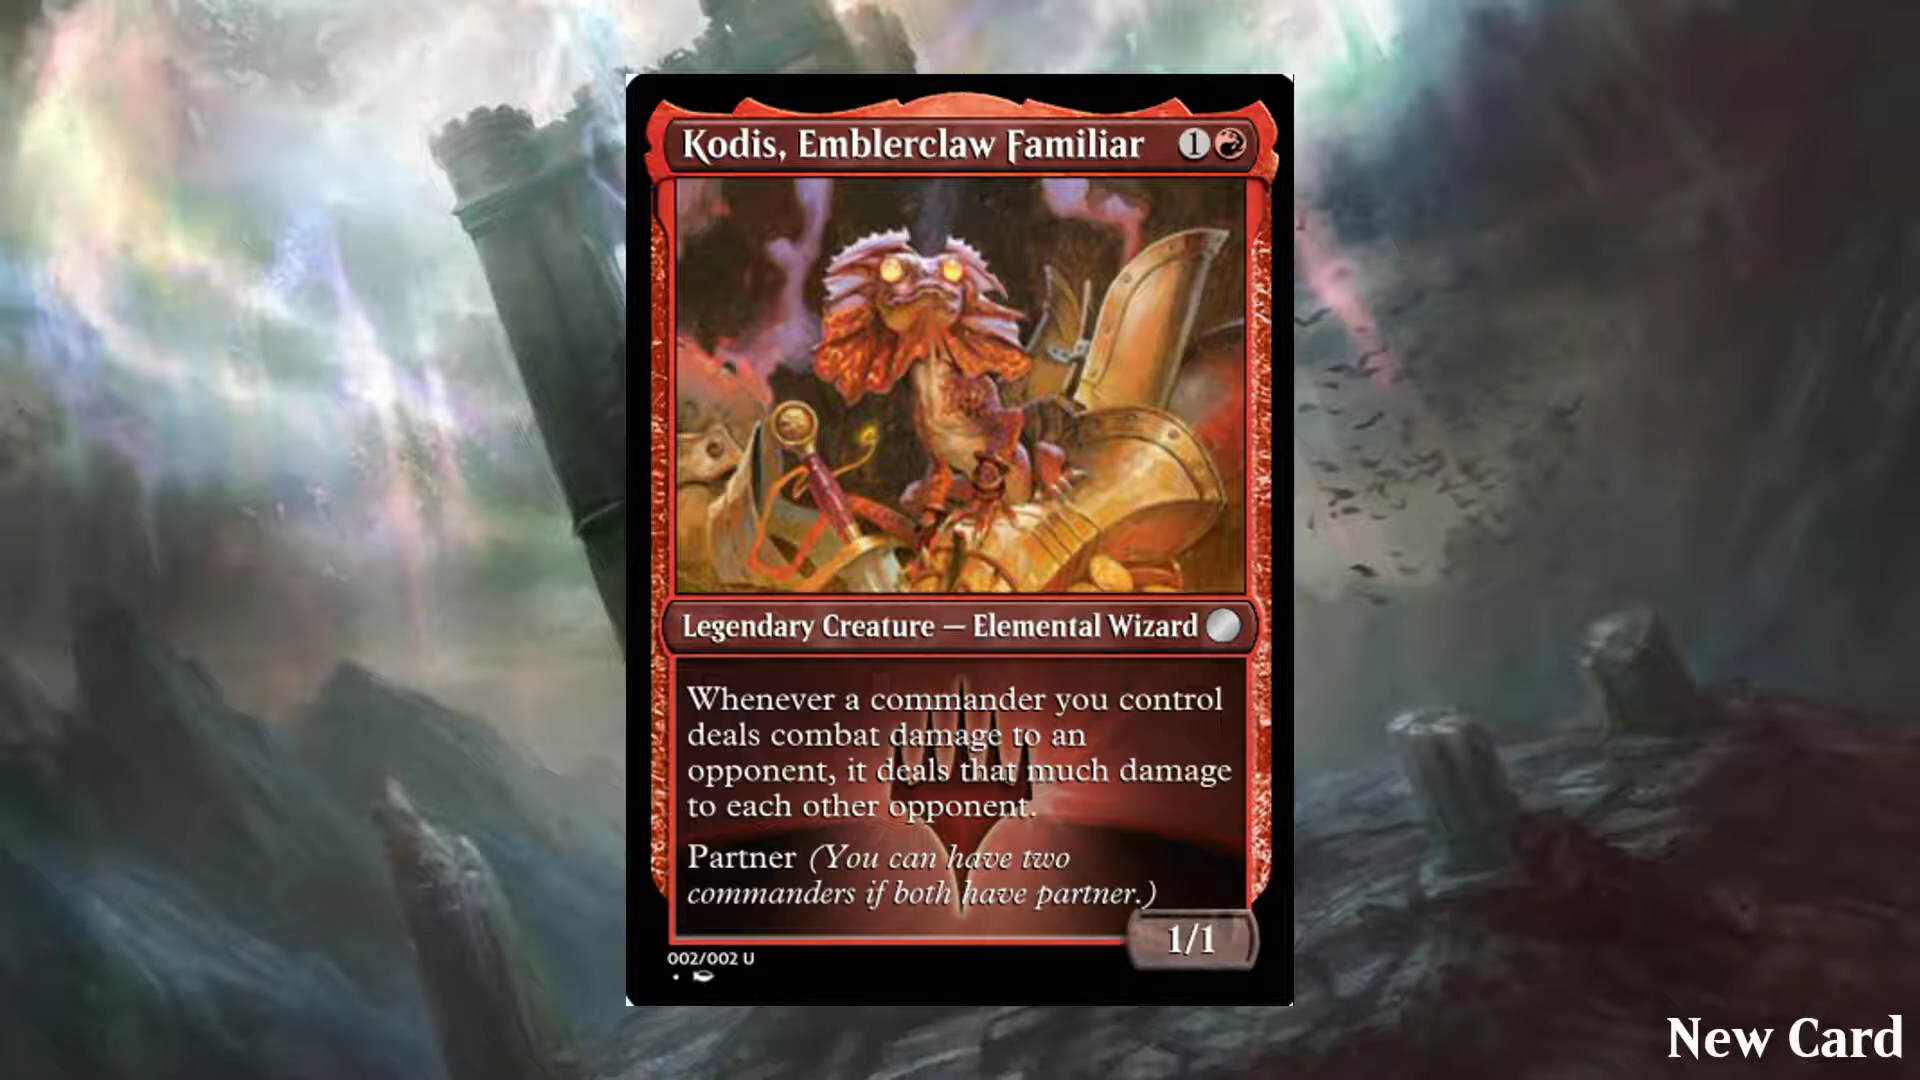 Kodis, Emblerclaw Familiar 1
Legendary Creature — Elemental Wizard
Whenever a commander you control
deals combat damage to an
opponent, it deals that much damage
to each other opponent.
Partner (You can have two
commanders if both have partner.)
1/1
002/002 U
New Card